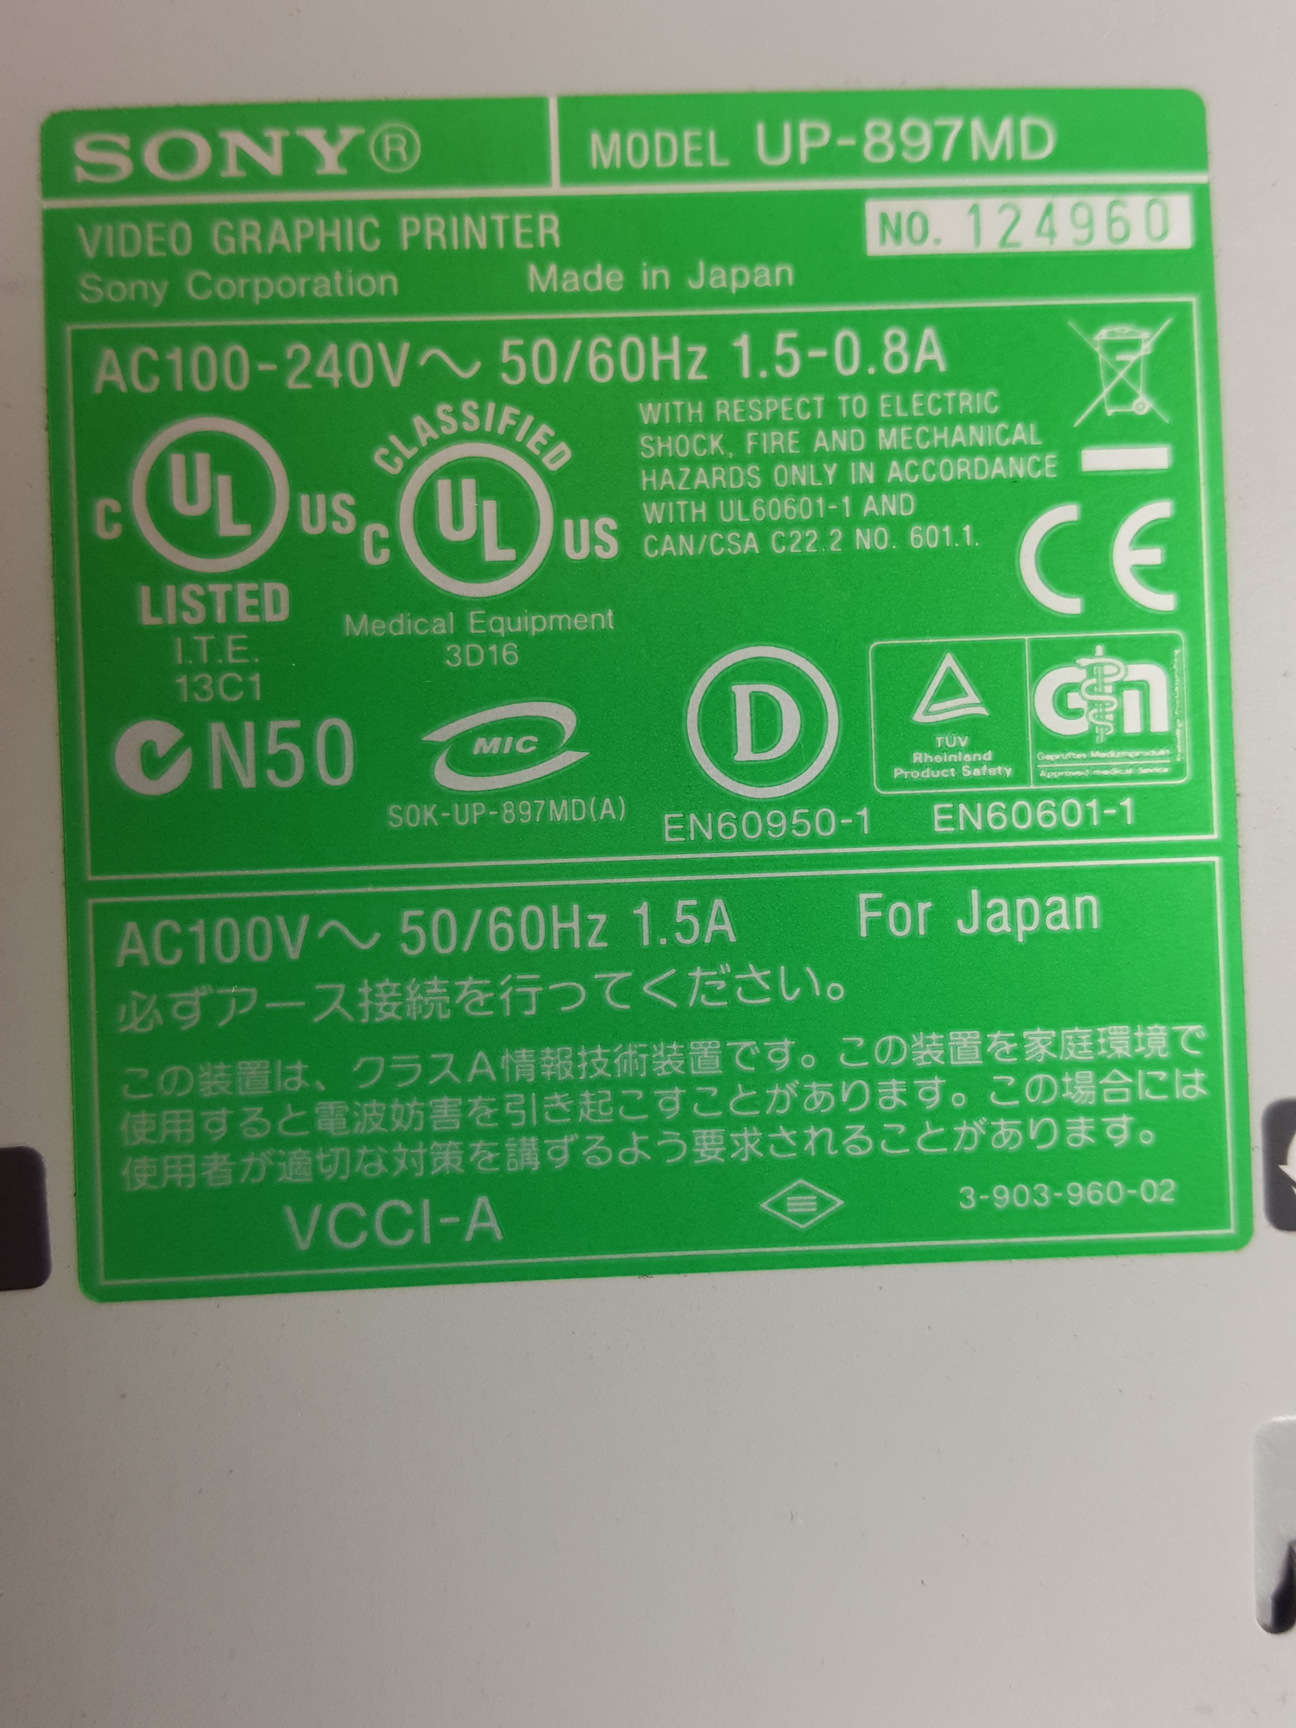 SONY®
MODEL UP-897MD
VIDEO GRAPHIC PRINTER
NO. 124960
Sony Corporation Made in Japan
AC100-240V～ 50/60Hz 1.5-0.8A
WITH RESPECT TO ELECTRIC
SHOCK, FIRE AND MECHANICAL
HAZARDS ONLY IN ACCORDANCE
WITH UL60601-1 AND
CAN/CSA C22.2 NO. 601.1.
C UL US
LISTED
I.T.E.
13C1
CLASSIFIED
C UL US
Medical Equipment
3D16
CE
N50
MIC
SOK-UP-897MD(A)
D
EN60950-1
TÜV
Rheinland
Product Safety
Geprüftes Medizinprodukt
Approved medical device
EN60601-1
AC100V～ 50/60Hz 1.5A For Japan
必ずアース接続を行ってください。
この装置は、クラスA情報技術装置です。この装置を家庭環境で
使用すると電波妨害を引き起こすことがあります。この場合には
使用者が適切な対策を講ずるよう要求されることがあります。
VCCI-A
3-903-960-02